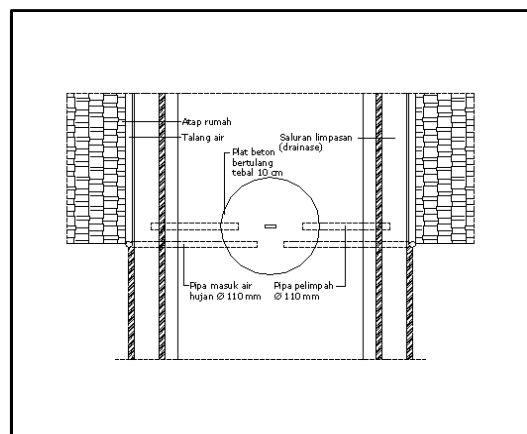 Atap rumah
Talang air
Saluran limpasan
(drainase)
Plat beton
bertulang
tebal 10 cm
Pipa masuk air
hujan Ø 110 mm
Pipa pelimpah
Ø 110 mm